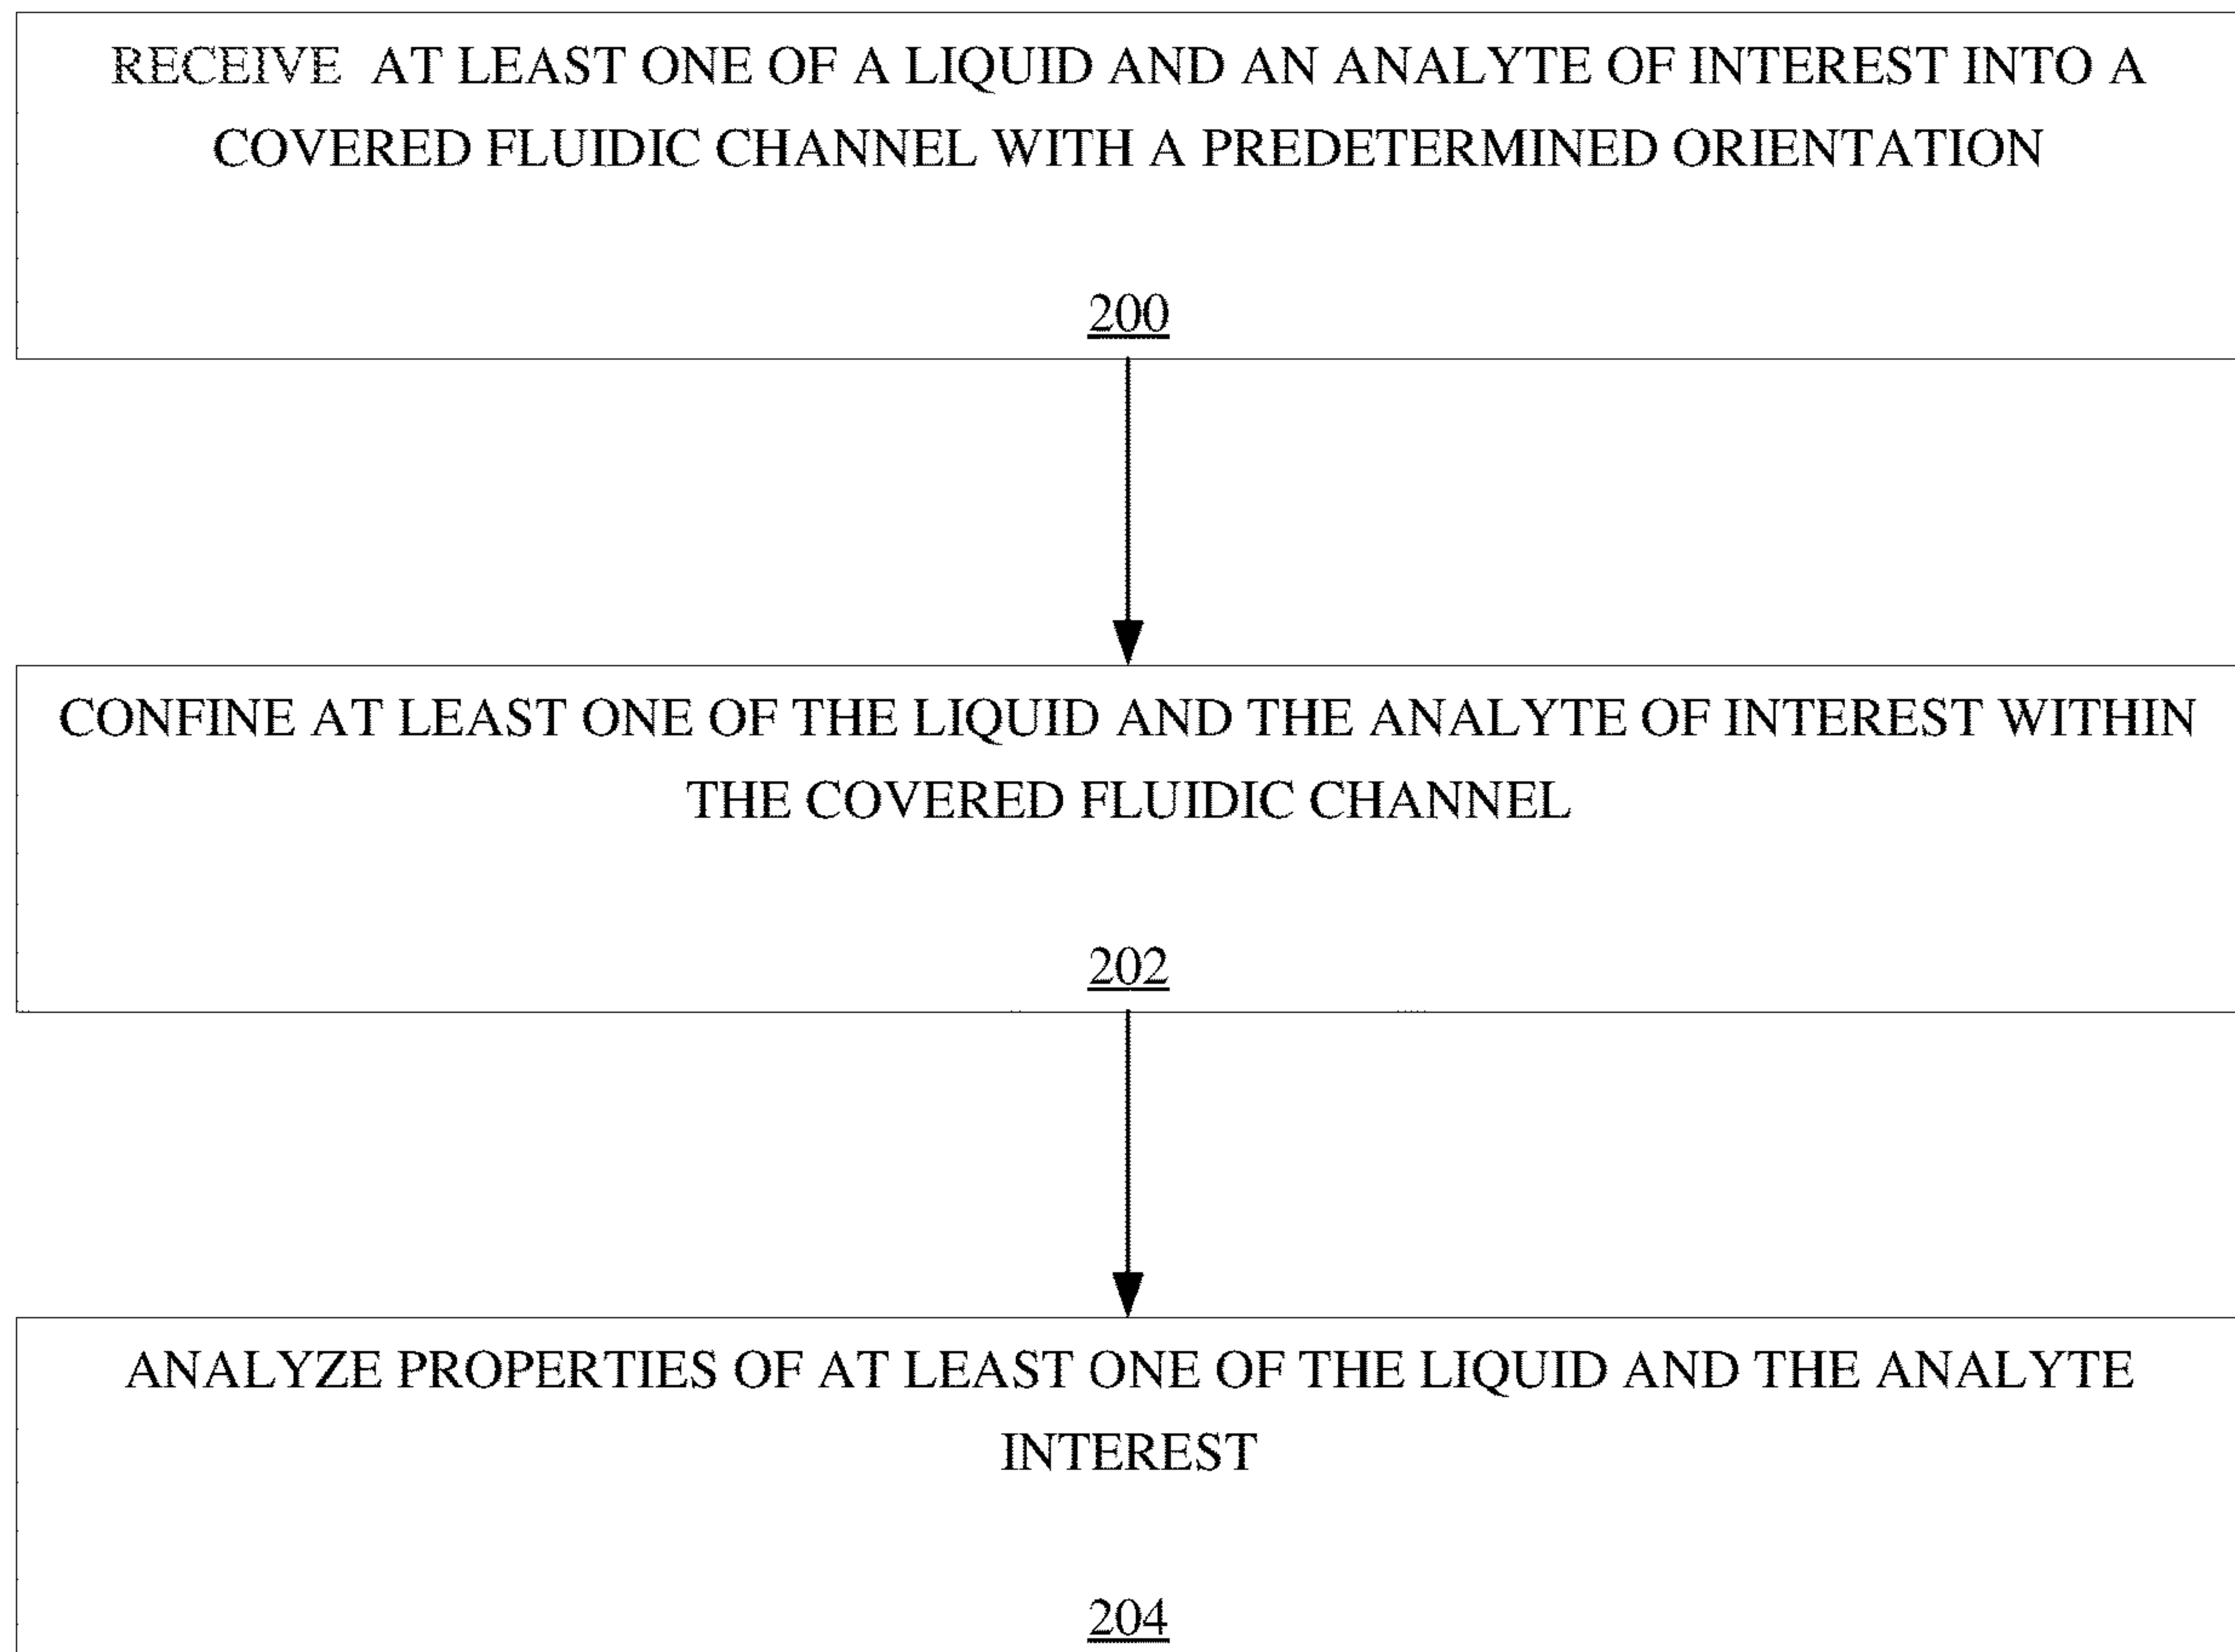 RECEIVE AT LEAST ONE OF A LIQUID AND AN ANALYTE OF INTEREST INTO A
COVERED FLUIDIC CHANNEL WITH A PREDETERMINED ORIENTATION
200
CONFINE AT LEAST ONE OF THE LIQUID AND THE ANALYTE OF INTEREST WITHIN
THE COVERED FLUIDIC CHANNEL
202
ANALYZE PROPERTIES OF AT LEAST ONE OF THE LIQUID AND THE ANALYTE
INTEREST
204